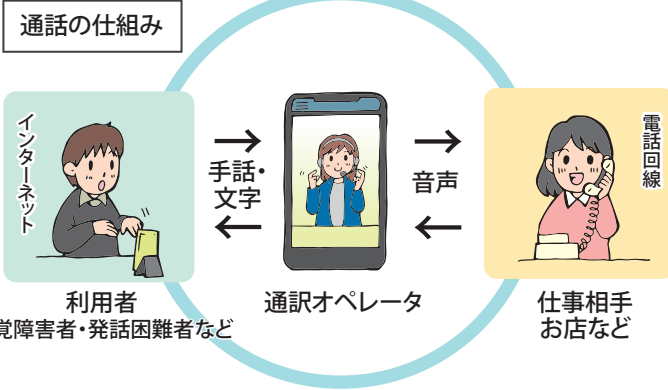 通話の仕組み
インターネット
手話・
文字
音声
電話回線
利用者
覚障害者・発話困難者など
通訳オペレータ
仕事相手
お店など